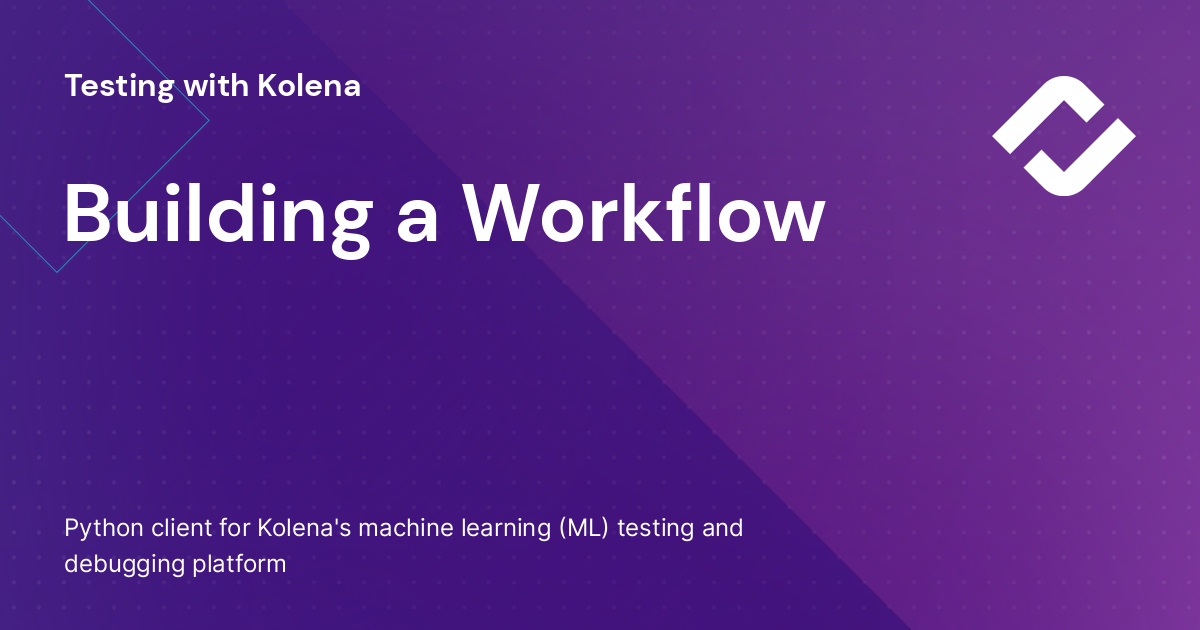 Testing with Kolena
Building a Workflow
Python client for Kolena's machine learning (ML) testing and
debugging platform